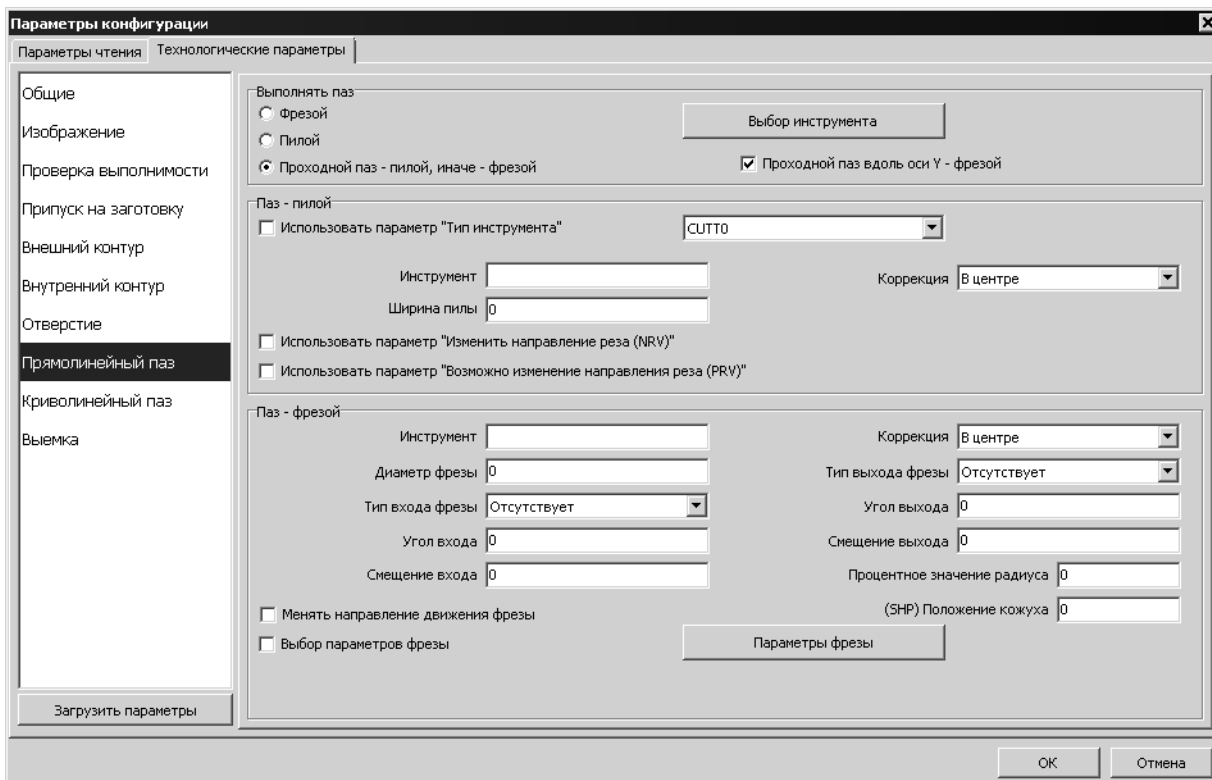 Параметры конфигурации
Параметры чтения Технологические параметры
Общие
Изображение
Проверка выполнимости
Припуск на заготовку
Внешний контур
Внутренний контур
Отверстие
Прямолинейный паз
Криволинейный паз
Выемка
Загрузить параметры
Выполнять паз
Фрезой
Выбор инструмента
Пилой
Проходной паз - пилой, иначе - фрезой
Проходной паз вдоль оси Y - фрезой
Паз - пилой
Использовать параметр "Тип инструмента"
CUTT0
Инструмент
Коррекция В центре
Ширина пилы 0
Использовать параметр "Изменить направление реза (NRV)"
Использовать параметр "Возможно изменение направления реза (PRV)"
Паз - фрезой
Инструмент
Коррекция В центре
Диаметр фрезы 0
Тип выхода фрезы Отсутствует
Тип входа фрезы Отсутствует
Угол выхода 0
Угол входа 0
Смещение выхода 0
Смещение входа 0
Процентное значение радиуса 0
Менять направление движения фрезы
(SHP) Положение кожуха 0
Выбор параметров фрезы
Параметры фрезы
OK
Отмена